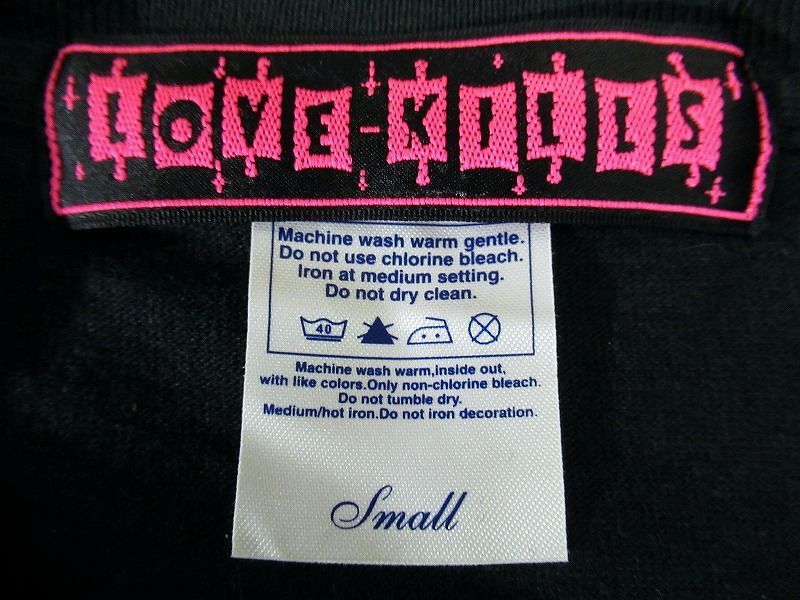 LOVE-KILLS
Machine wash warm gentle.
Do not use chlorine bleach.
Iron at medium setting.
Do not dry clean.
40
Machine wash warm,inside out,
with like colors.Only non-chlorine bleach.
Do not tumble dry.
Medium/hot iron.Do not iron decoration.
Small